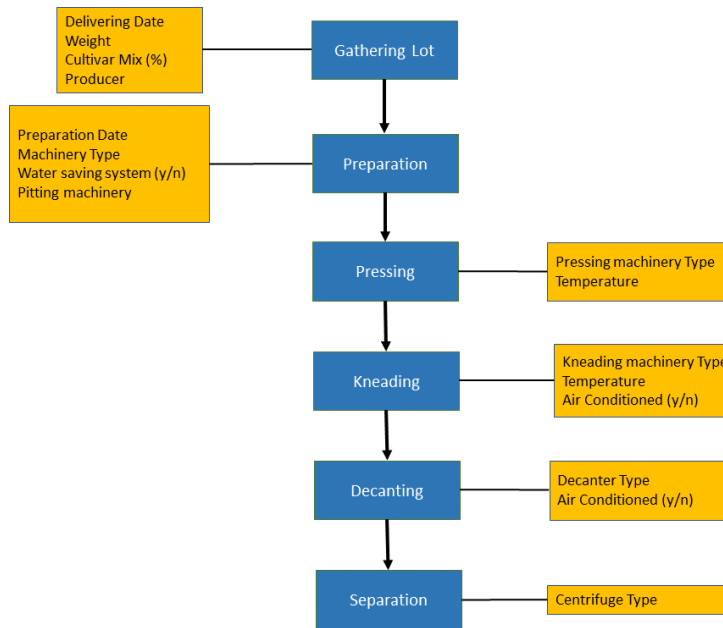 Delivering Date
Weight
Cultivar Mix (%)
Producer
Gathering Lot
Preparation Date
Machinery Type
Water saving system (y/n)
Pitting machinery
Preparation
Pressing
Pressing machinery Type
Temperature
Kneading
Kneading machinery Type
Temperature
Air Conditioned (y/n)
Decanting
Decanter Type
Air Conditioned (y/n)
Separation
Centrifuge Type